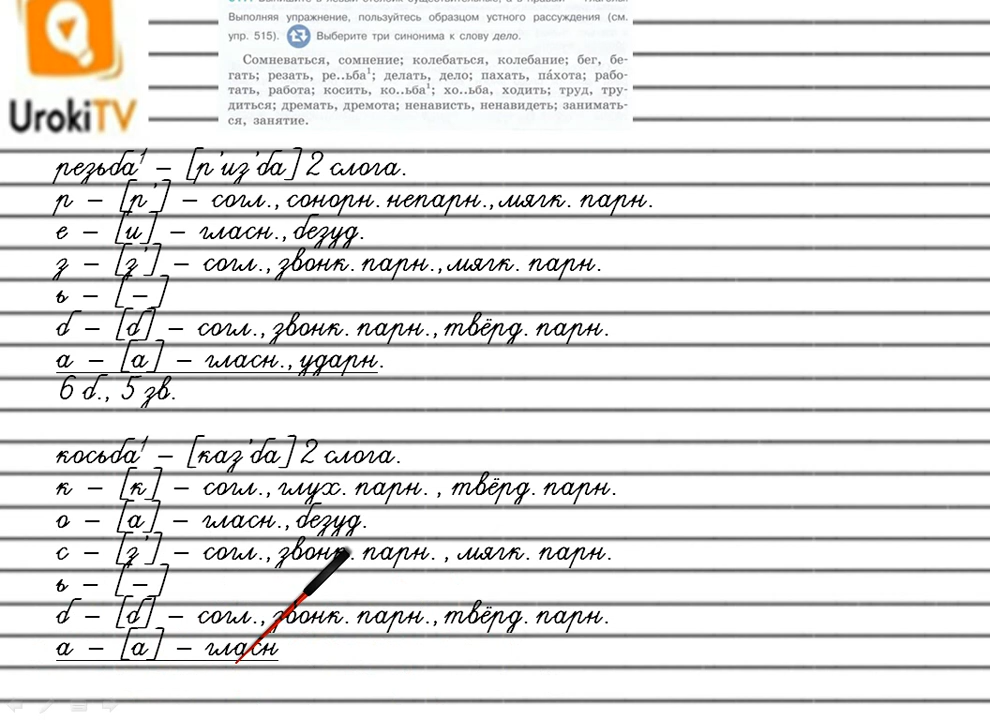 Выполняя упражнение, пользуйтесь образцом устного рассуждения (см.
упр. 515). Выберите три синонима к слову дело.
Сомневаться, сомнение; колебаться, колебание; бег, бе-
гать; резать, ре..ьба¹; делать, дело; пахать, па́хота; рабо-
тать, работа; косить, ко..ьба¹; хо..ьба, ходить; труд, тру-
диться; дремать, дремота; ненависть, ненавидеть; занимать-
ся, занятие.
UrokiTV
резьба¹ – [р'из'ба] 2 слога.
р – [р'] – согл., сонорн. непарн., мягк. парн.
е – [и] – гласн., безуд.
з – [з'] – согл., звонк. парн., мягк. парн.
ь – [–]
б – [б] – согл., звонк. парн., твёрд. парн.
а – [а] – гласн., ударн.
6 б., 5 зв.
косьба¹ – [каз'ба] 2 слога.
к – [к] – согл., глух. парн. , твёрд. парн.
о – [а] – гласн., безуд.
с – [з'] – согл., звонк. парн. , мягк. парн.
ь – [–]
б – [б] – согл., звонк. парн., твёрд. парн.
а – [а] – гласн